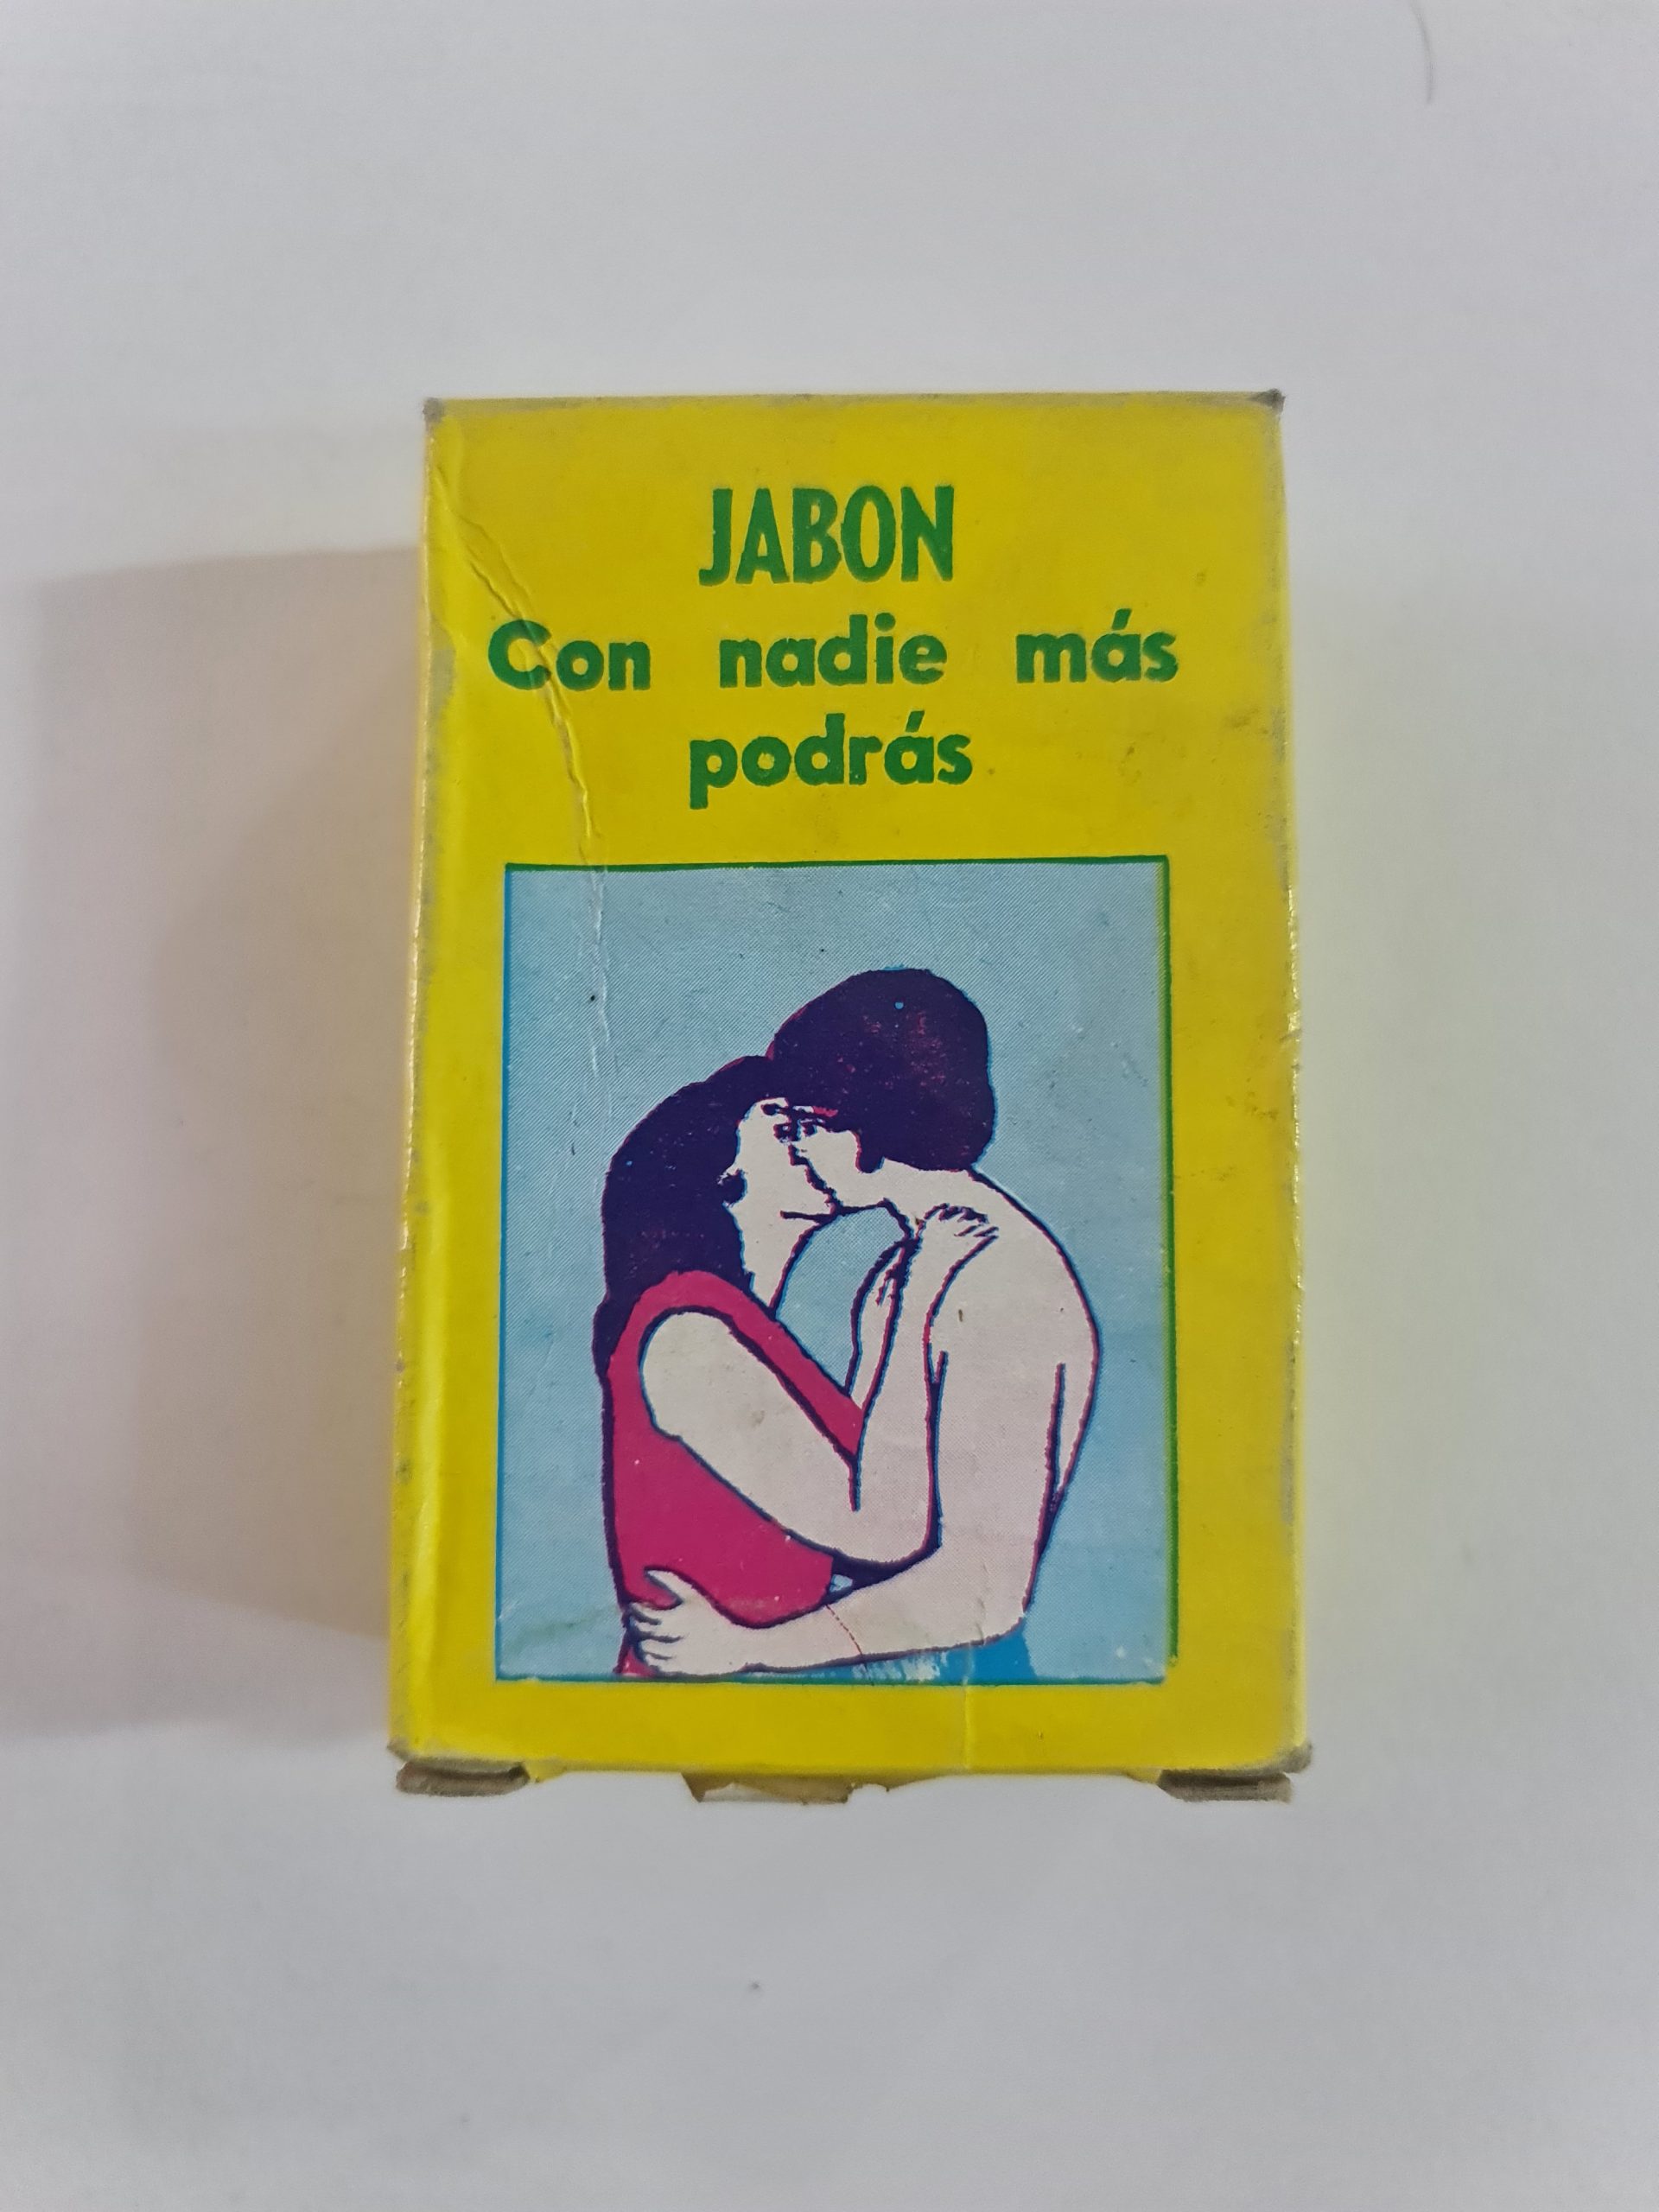 JABON
Con nadie más
podrás